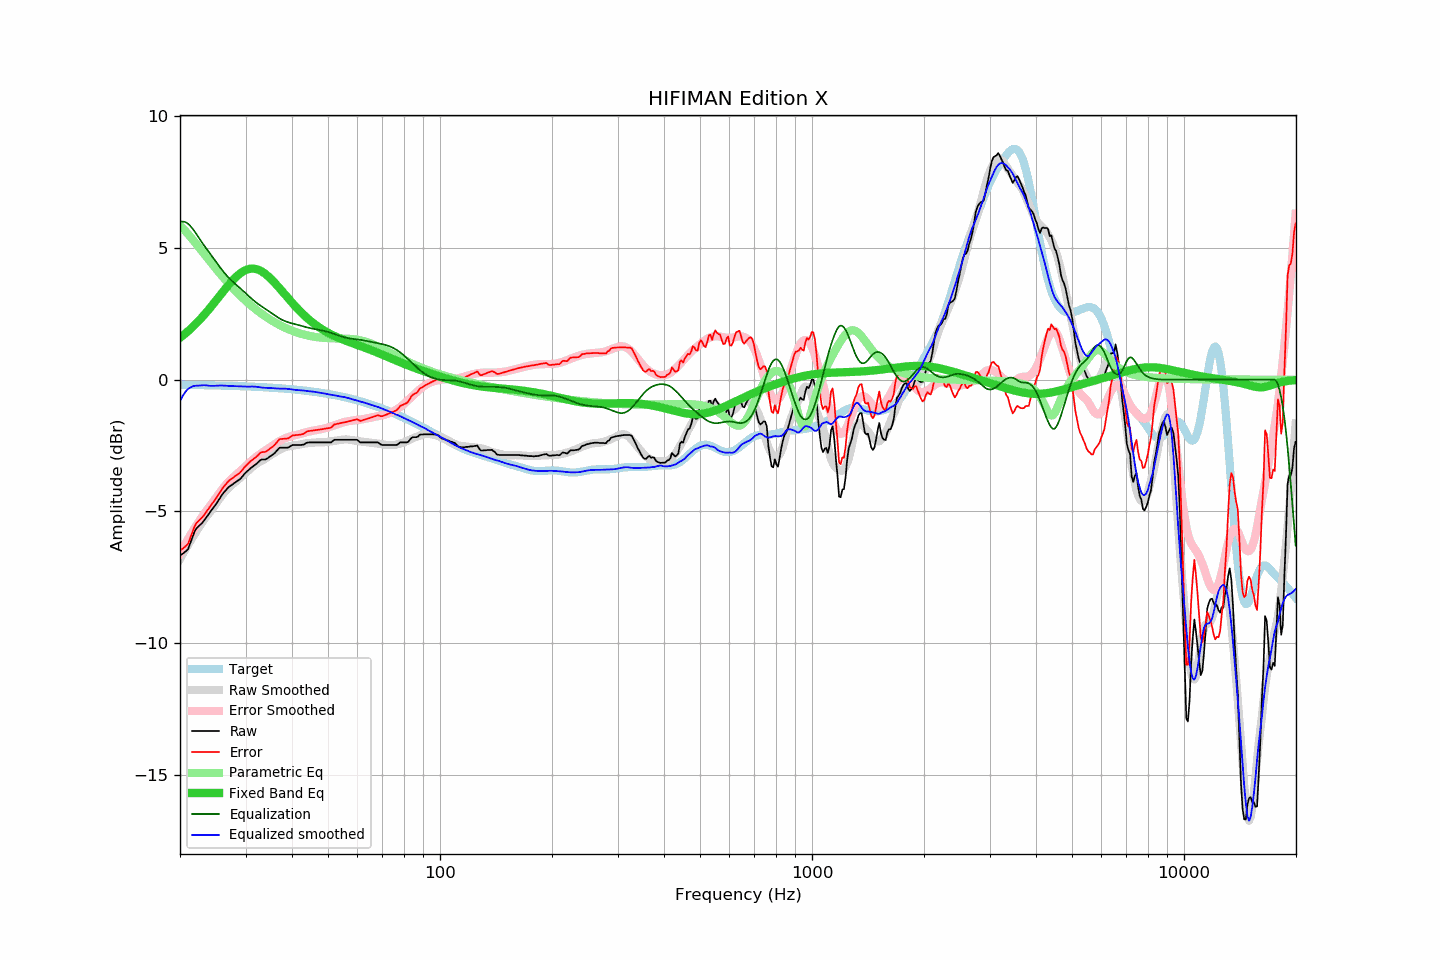 HIFIMAN Edition X
10
5
0
−5
−10
−15
Amplitude (dBr)
Target
Raw Smoothed
Error Smoothed
Raw
Error
Parametric Eq
Fixed Band Eq
Equalization
Equalized smoothed
100
1000
10000
Frequency (Hz)